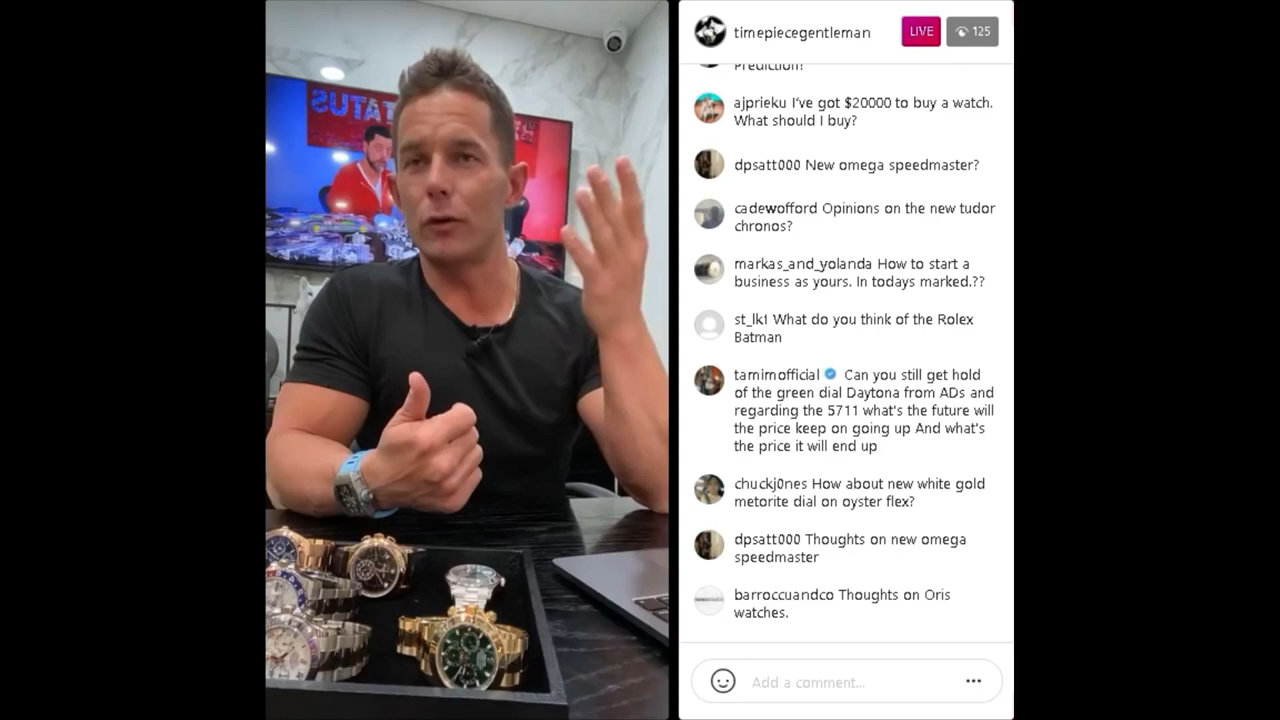 SUTATS
timepiecegentleman
LIVE
125
Prediction?
ajprieku I've got $20000 to buy a watch.
What should I buy?
dpsatt000 New omega speedmaster?
cadewofford Opinions on the new tudor
chronos?
markas_and_yolanda How to start a
business as yours. In todays marked.??
st_lk1 What do you think of the Rolex
Batman
tamimofficial Can you still get hold
of the green dial Daytona from ADs and
regarding the 5711 what's the future will
the price keep on going up And what's
the price it will end up
chuckj0nes How about new white gold
metorite dial on oyster flex?
dpsatt000 Thoughts on new omega
speedmaster
barroccuandco Thoughts on Oris
watches.
Add a comment...